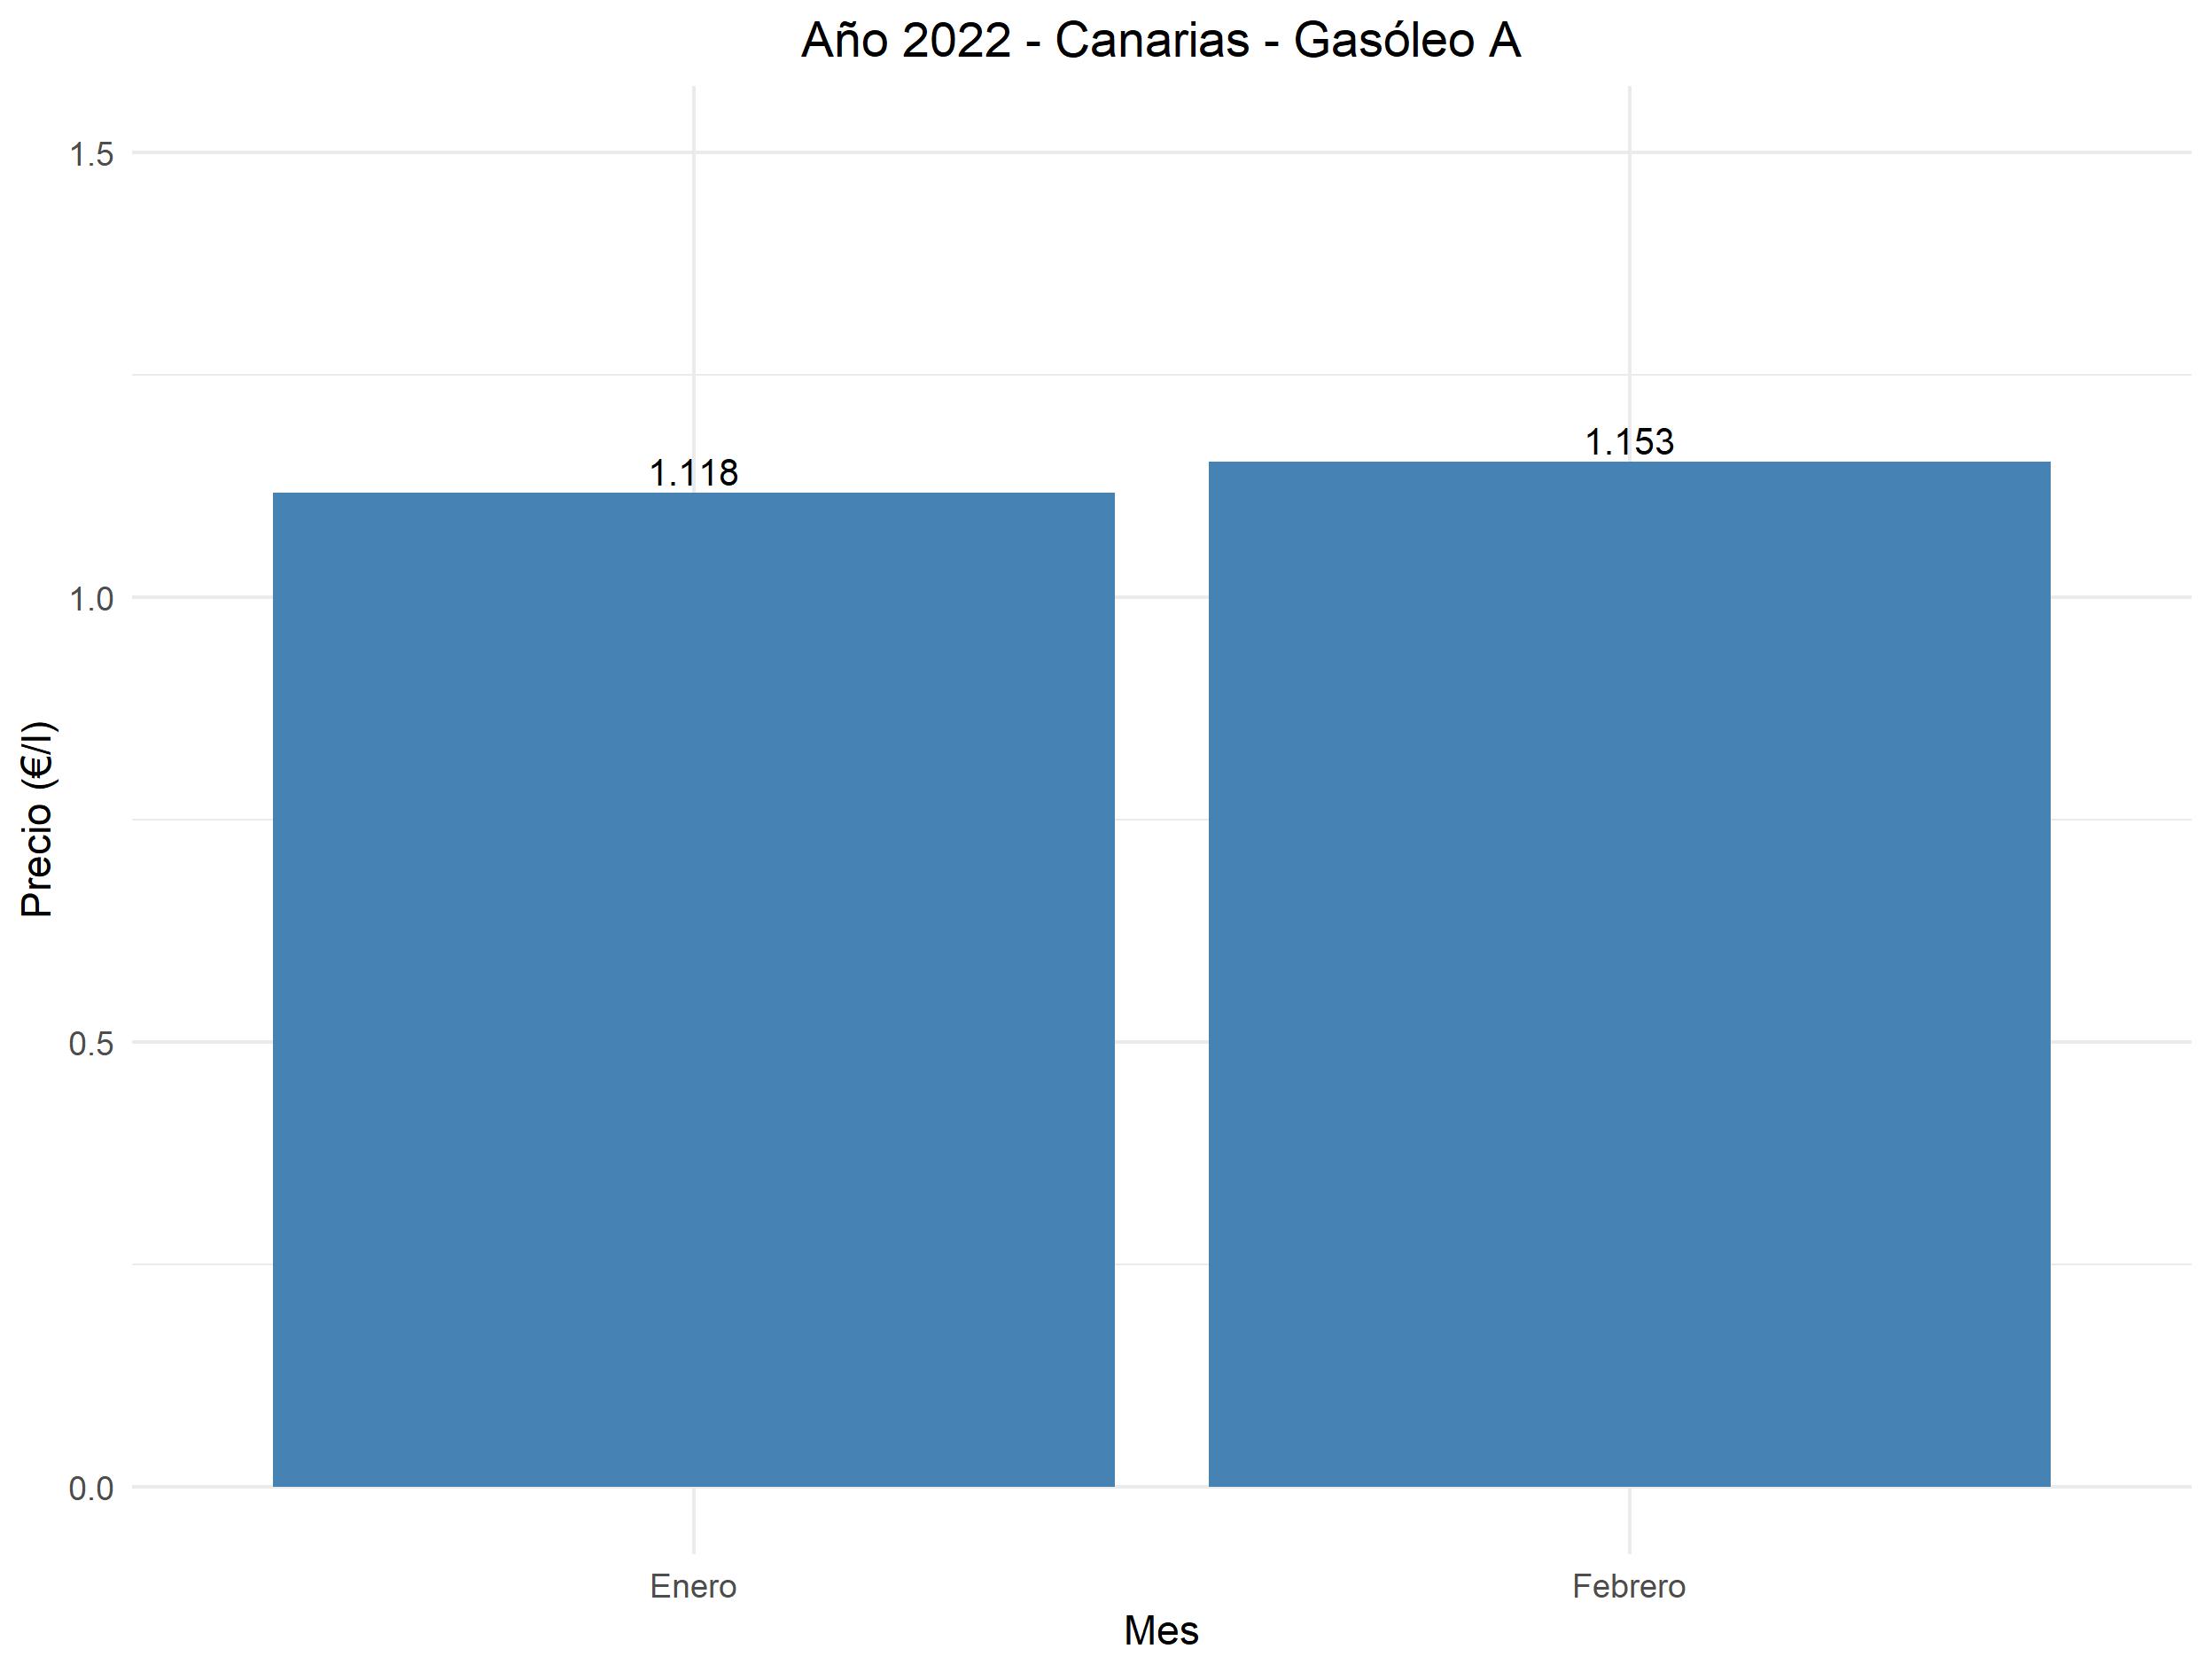 Año 2022 - Canarias - Gasóleo A
1.5
1.0
0.5
0.0
Precio (€/l)
1.118
1.153
Enero
Febrero
Mes